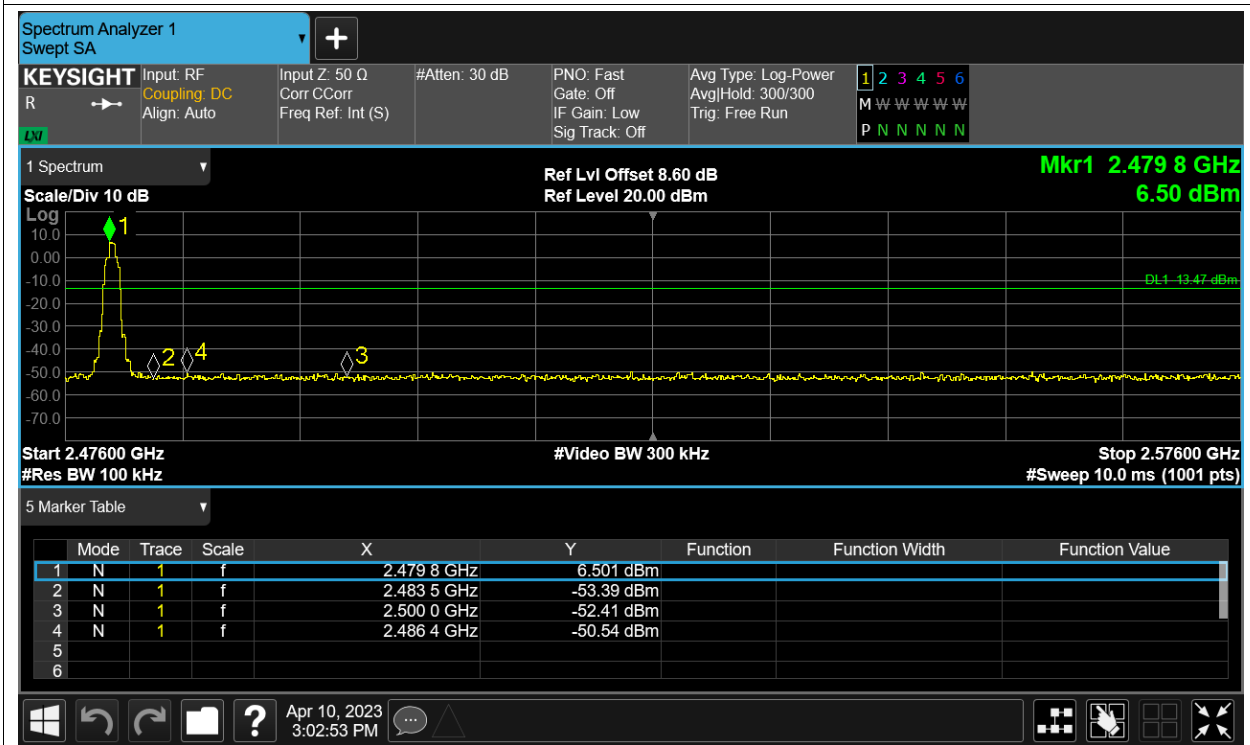 Spectrum Analyzer 1
Swept SA
KEYSIGHT
R
LXI
Input: RF
Coupling: DC
Align: Auto
Input Z: 50 Ω
Corr CCorr
Freq Ref: Int (S)
#Atten: 30 dB
PNO: Fast
Gate: Off
IF Gain: Low
Sig Track: Off
Avg Type: Log-Power
Avg|Hold: 300/300
Trig: Free Run
1 2 3 4 5 6
M W W W W W
P N N N N N
1 Spectrum
Scale/Div 10 dB
Ref Lvl Offset 8.60 dB
Ref Level 20.00 dBm
Mkr1 2.479 8 GHz
6.50 dBm
Log
10.0
0.00
-10.0
-20.0
-30.0
-40.0
-50.0
-60.0
-70.0
1
DL1 -13.47 dBm
2
4
3
Start 2.47600 GHz
#Video BW 300 kHz
Stop 2.57600 GHz
#Res BW 100 kHz
#Sweep 10.0 ms (1001 pts)
5 Marker Table
Mode Trace Scale X Y Function Function Width Function Value
1 N 1 f 2.479 8 GHz 6.501 dBm
2 N 1 f 2.483 5 GHz -53.39 dBm
3 N 1 f 2.500 0 GHz -52.41 dBm
4 N 1 f 2.486 4 GHz -50.54 dBm
5
6
?
Apr 10, 2023
3:02:53 PM